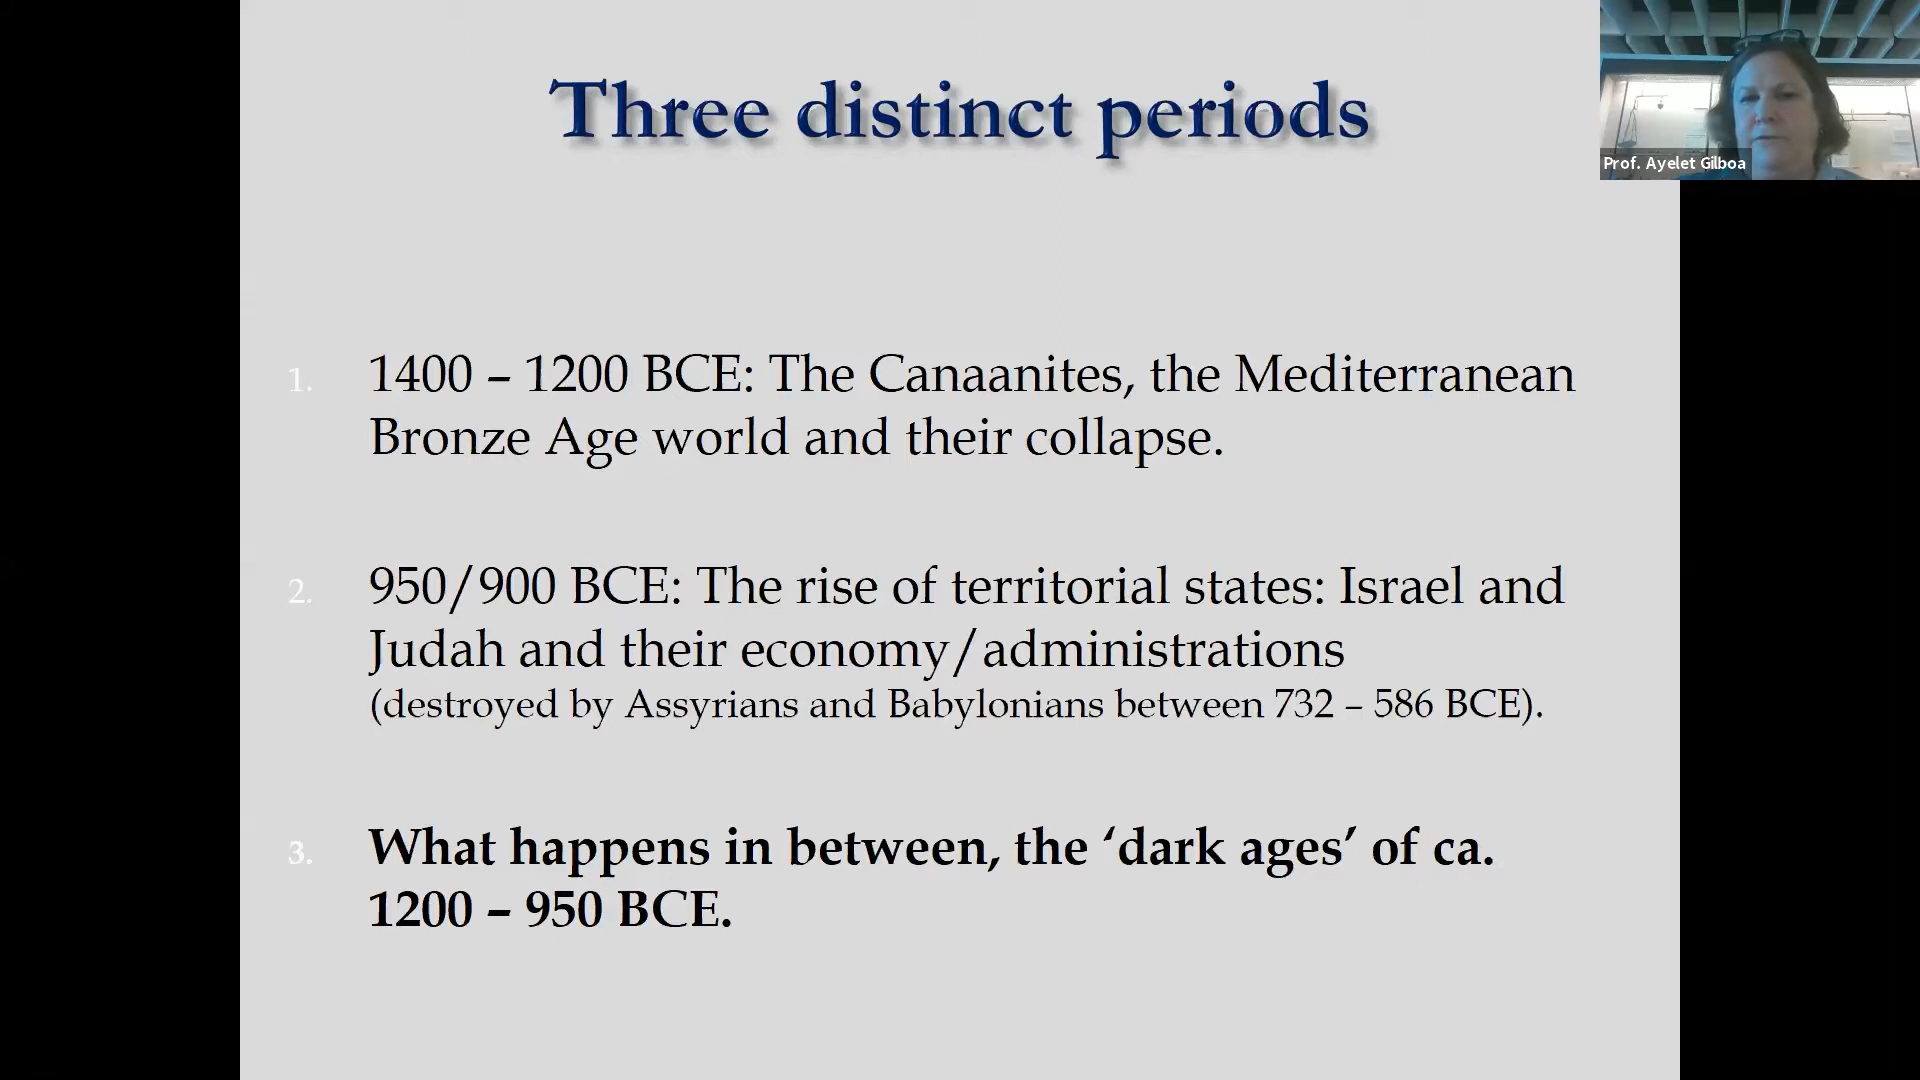 Three distinct periods
Prof. Ayelet Gilboa
1. 1400 – 1200 BCE: The Canaanites, the Mediterranean
Bronze Age world and their collapse.
2. 950/900 BCE: The rise of territorial states: Israel and
Judah and their economy/administrations
(destroyed by Assyrians and Babylonians between 732 – 586 BCE).
3. What happens in between, the ‘dark ages’ of ca.
1200 – 950 BCE.